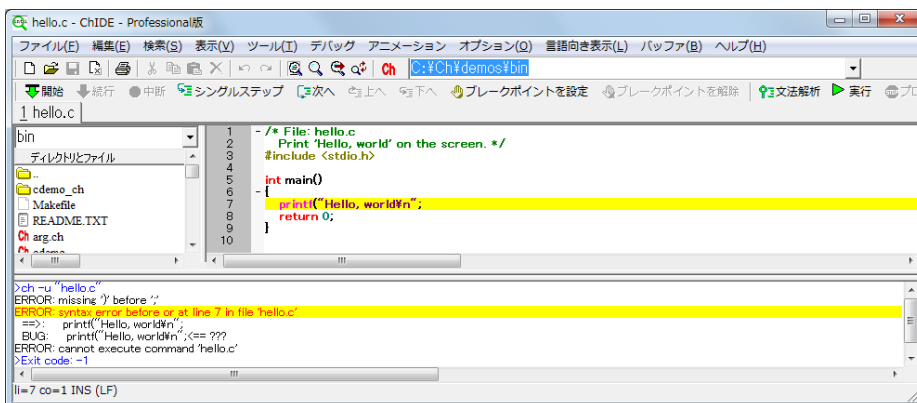 hello.c - ChIDE - Professional版
ファイル(F) 編集(E) 検索(S) 表示(V) ツール(T) デバッグ アニメーション オプション(O) 言語向き表示(L) バッファ(B) ヘルプ(H)
Ch C:¥Ch¥demos¥bin
開始 続行 中断 シングルステップ 次へ 上へ 下へ ブレークポイントを設定 ブレークポイントを解除 文法解析 実行 プロ
1 hello.c
bin
ディレクトリとファイル
..
cdemo_ch
Makefile
README.TXT
Ch arg.ch
1 - /* File: hello.c
2 Print 'Hello, world' on the screen. */
3 #include <stdio.h>
4
5 int main()
6 - {
7 printf("Hello, world¥n";
8 return 0;
9 }
10
>ch -u "hello.c"
ERROR: missing ')' before ';'
ERROR: syntax error before or at line 7 in file 'hello.c'
==>: printf("Hello, world¥n";
BUG: printf("Hello, world¥n";<== ???
ERROR: cannot execute command 'hello.c'
>Exit code: -1
li=7 co=1 INS (LF)